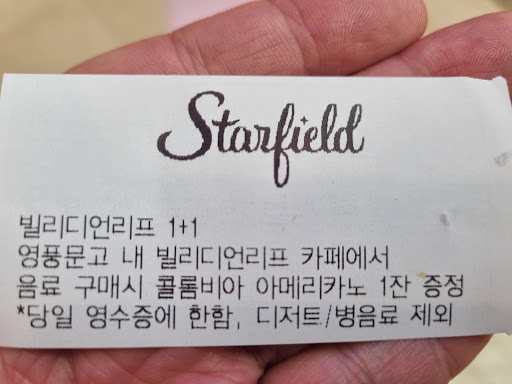 Starfield
빌리디언리프 1+1
영풍문고 내 빌리디언리프 카페에서
음료 구매시 콜롬비아 아메리카노 1잔 증정
*당일 영수증에 한함, 디저트/병음료 제외